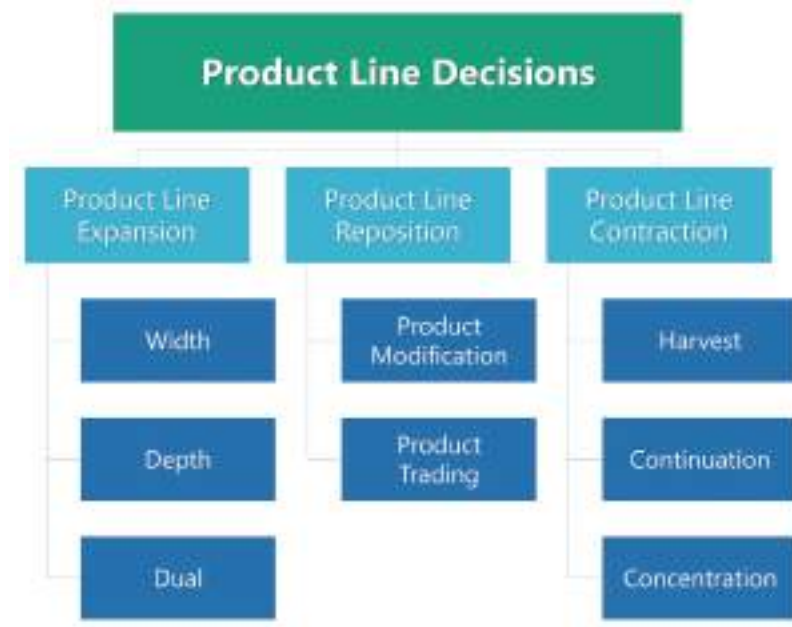 Product Line Decisions
Product Line
Expansion
Product Line
Reposition
Product Line
Contraction
Width
Depth
Dual
Product
Modification
Product
Trading
Harvest
Continuation
Concentration